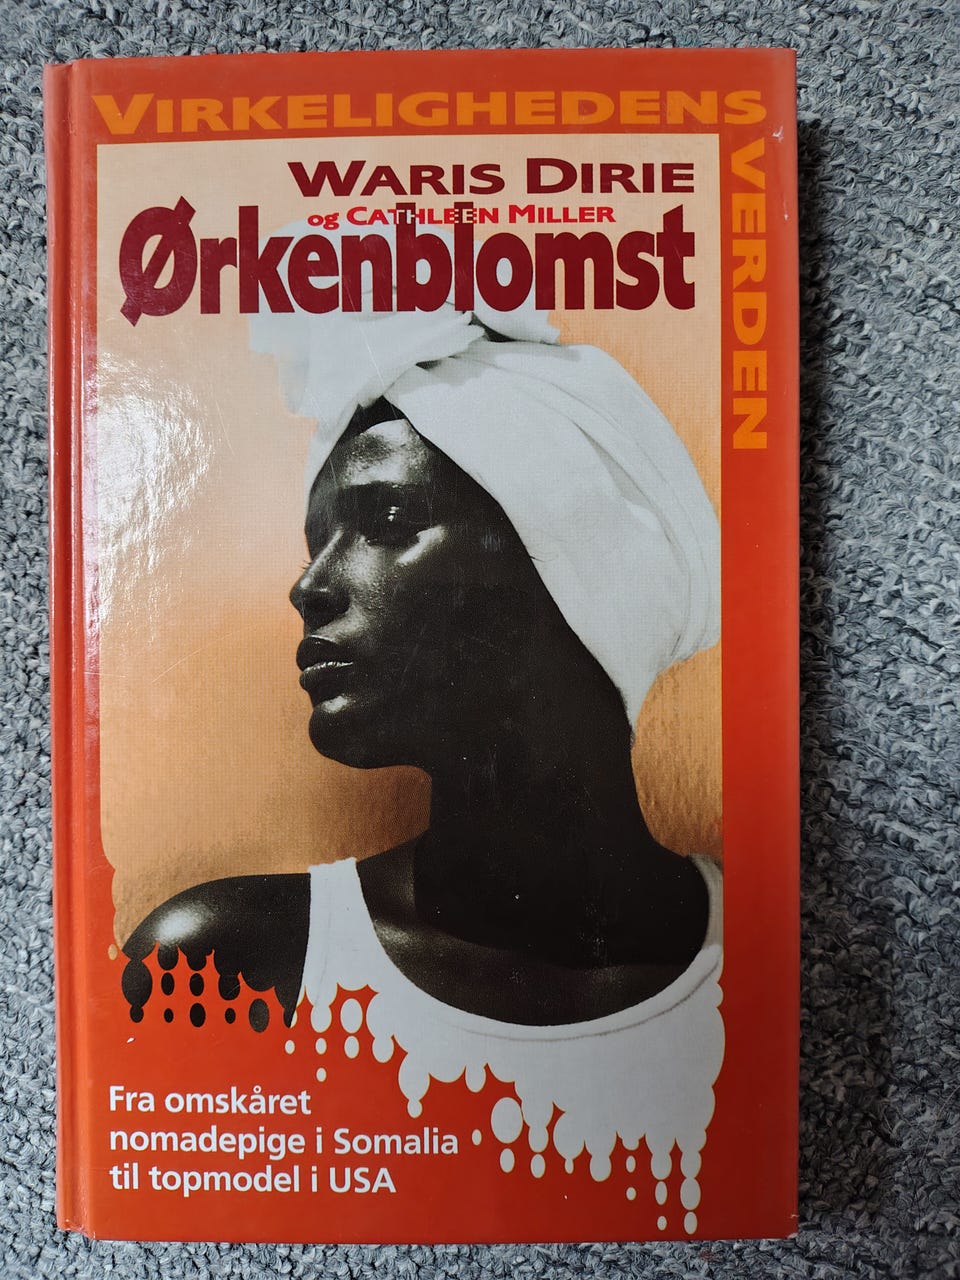 VIRKELIGHEDENS
VERDEN
WARIS DIRIE
og CATHLEEN MILLER
Ørkenblomst
Fra omskåret
nomadepige i Somalia
til topmodel i USA